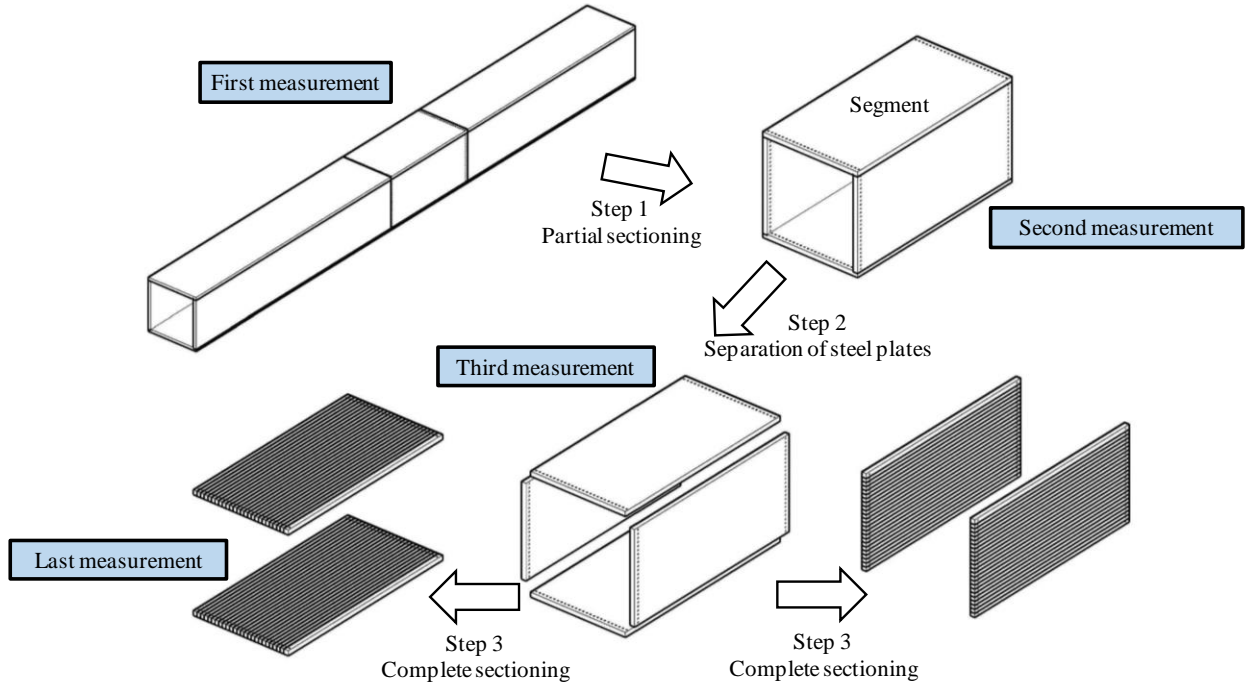 First measurement
Segment
Step 1
Partial sectioning
Second measurement
Step 2
Separation of steel plates
Third measurement
Last measurement
Step 3
Complete sectioning
Step 3
Complete sectioning